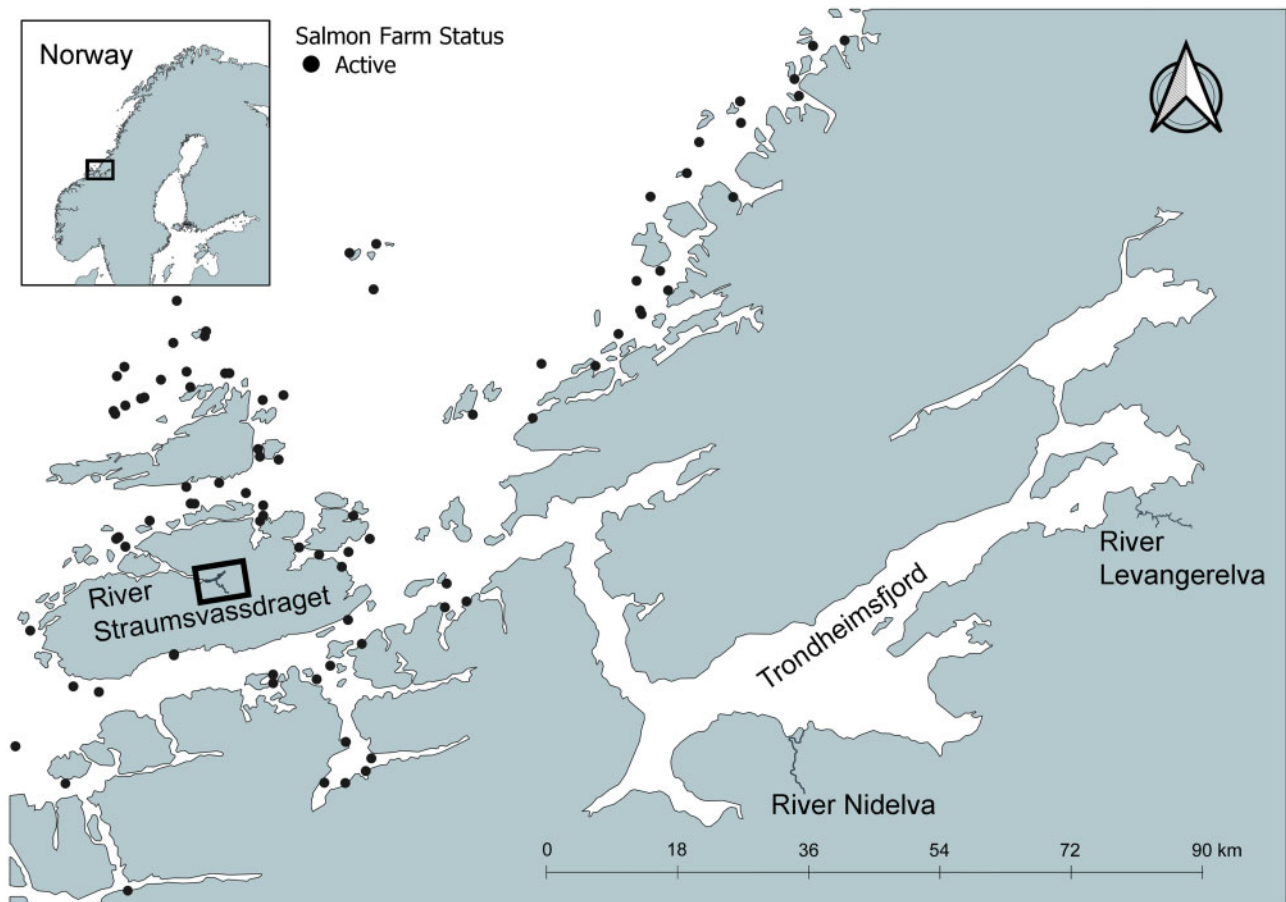 Norway
Salmon Farm Status
Active
River
Straumsvassdraget
Trondheimsfjord
River
Levangerelva
River Nidelva
0 18 36 54 72 90 km